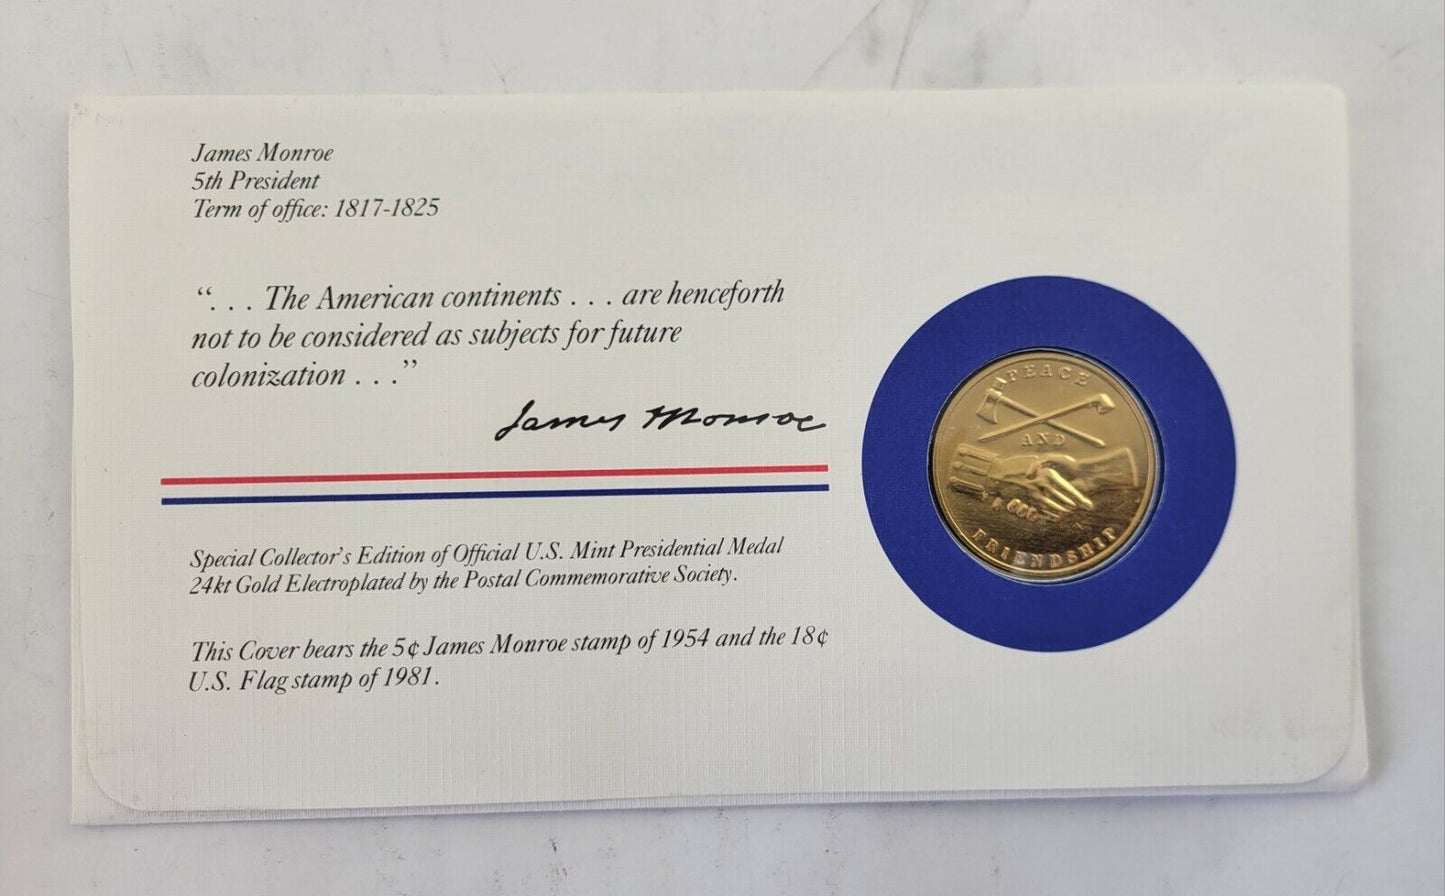 James Monroe
5th President
Term of office: 1817-1825
“. . . The American continents . . . are henceforth
not to be considered as subjects for future
colonization . . .”
James Monroe
Special Collector's Edition of Official U.S. Mint Presidential Medal
24kt Gold Electroplated by the Postal Commemorative Society.
This Cover bears the 5¢ James Monroe stamp of 1954 and the 18¢
U.S. Flag stamp of 1981.
PEACE
AND
FRIENDSHIP